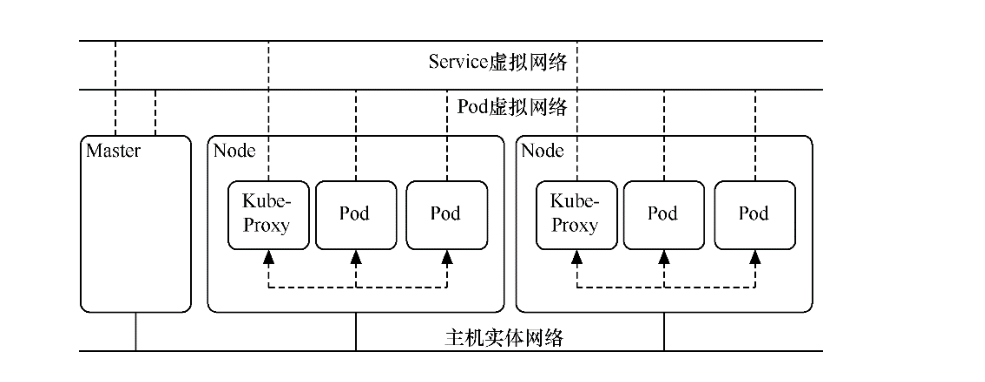 Service虚拟网络
Pod虚拟网络
Master
Node
Node
Kube-
Proxy
Pod
Pod
Kube-
Proxy
Pod
Pod
主机实体网络